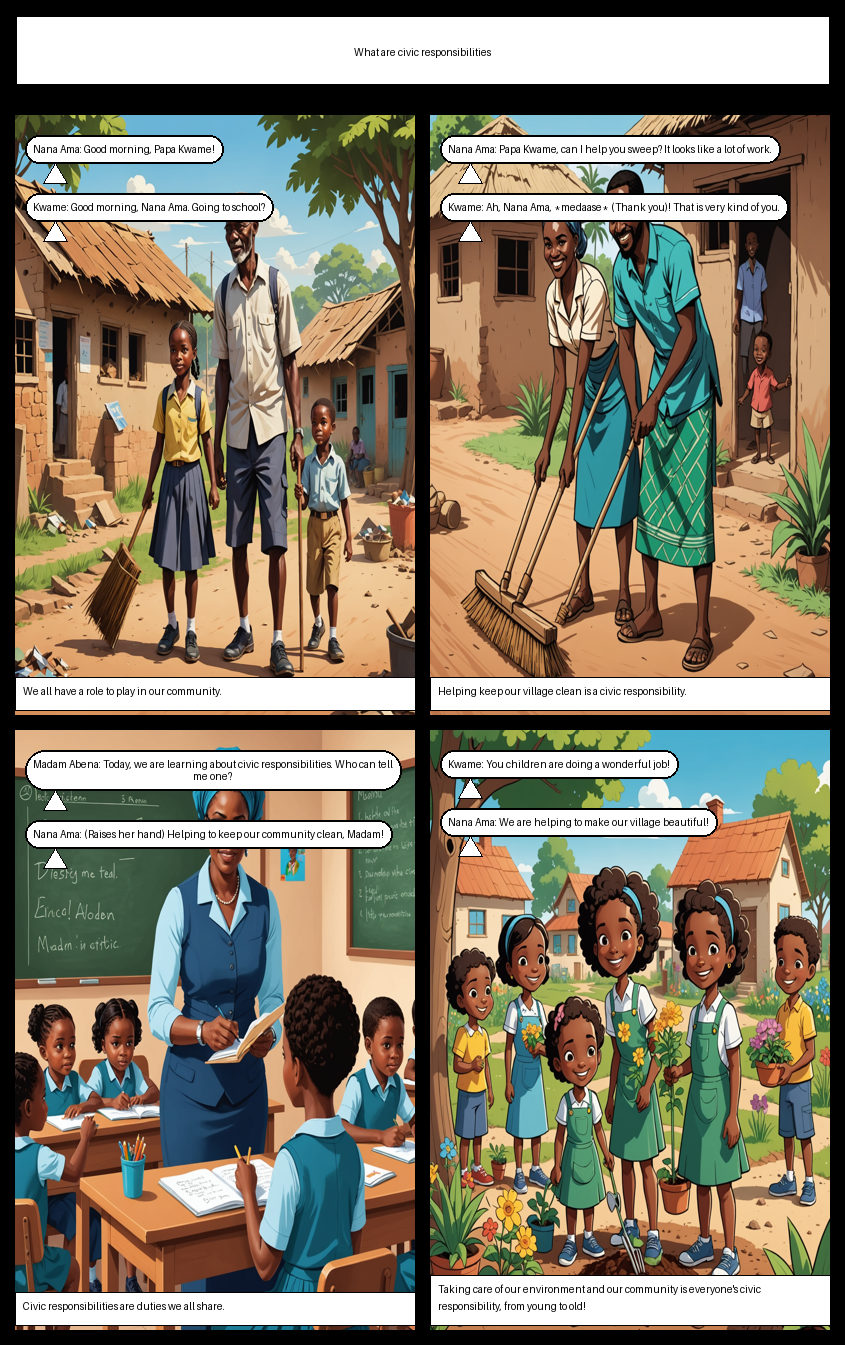 What are civic responsibilities
Nana Ama: Good morning, Papa Kwame!
Kwame: Good morning, Nana Ama. Going to school?
We all have a role to play in our community.
Nana Ama: Papa Kwame, can I help you sweep? It looks like a lot of work.
Kwame: Ah, Nana Ama, *medaase* (Thank you)! That is very kind of you.
Helping keep our village clean is a civic responsibility.
Madam Abena: Today, we are learning about civic responsibilities. Who can tell
me one?
Nana Ama: (Raises her hand) Helping to keep our community clean, Madam!
Civic responsibilities are duties we all share.
Kwame: You children are doing a wonderful job!
Nana Ama: We are helping to make our village beautiful!
Taking care of our environment and our community is everyone's civic
responsibility, from young to old!